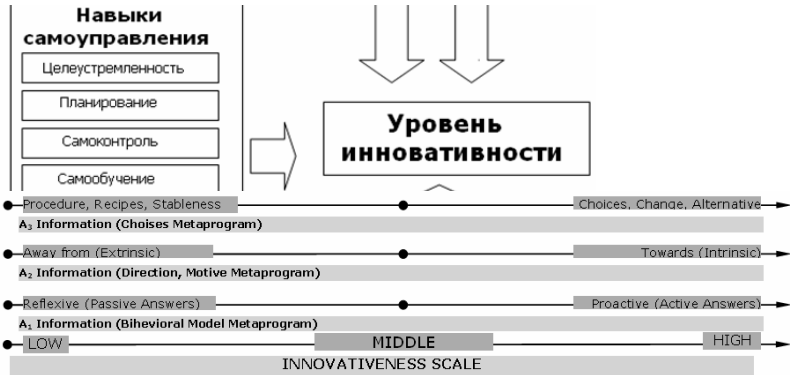 Навыки
самоуправления
Целеустремленность
Планирование
Самоконтроль
Самообучение
Уровень
инновативности
Procedure, Recipes, Stableness Choices, Change, Alternative
A3 Information (Choises Metaprogram)
Away from (Extrinsic) Towards (Intrinsic)
A2 Information (Direction, Motive Metaprogram)
Reflexive (Passive Answers) Proactive (Active Answers)
A1 Information (Bihevioral Model Metaprogram)
LOW MIDDLE HIGH
INNOVATIVENESS SCALE